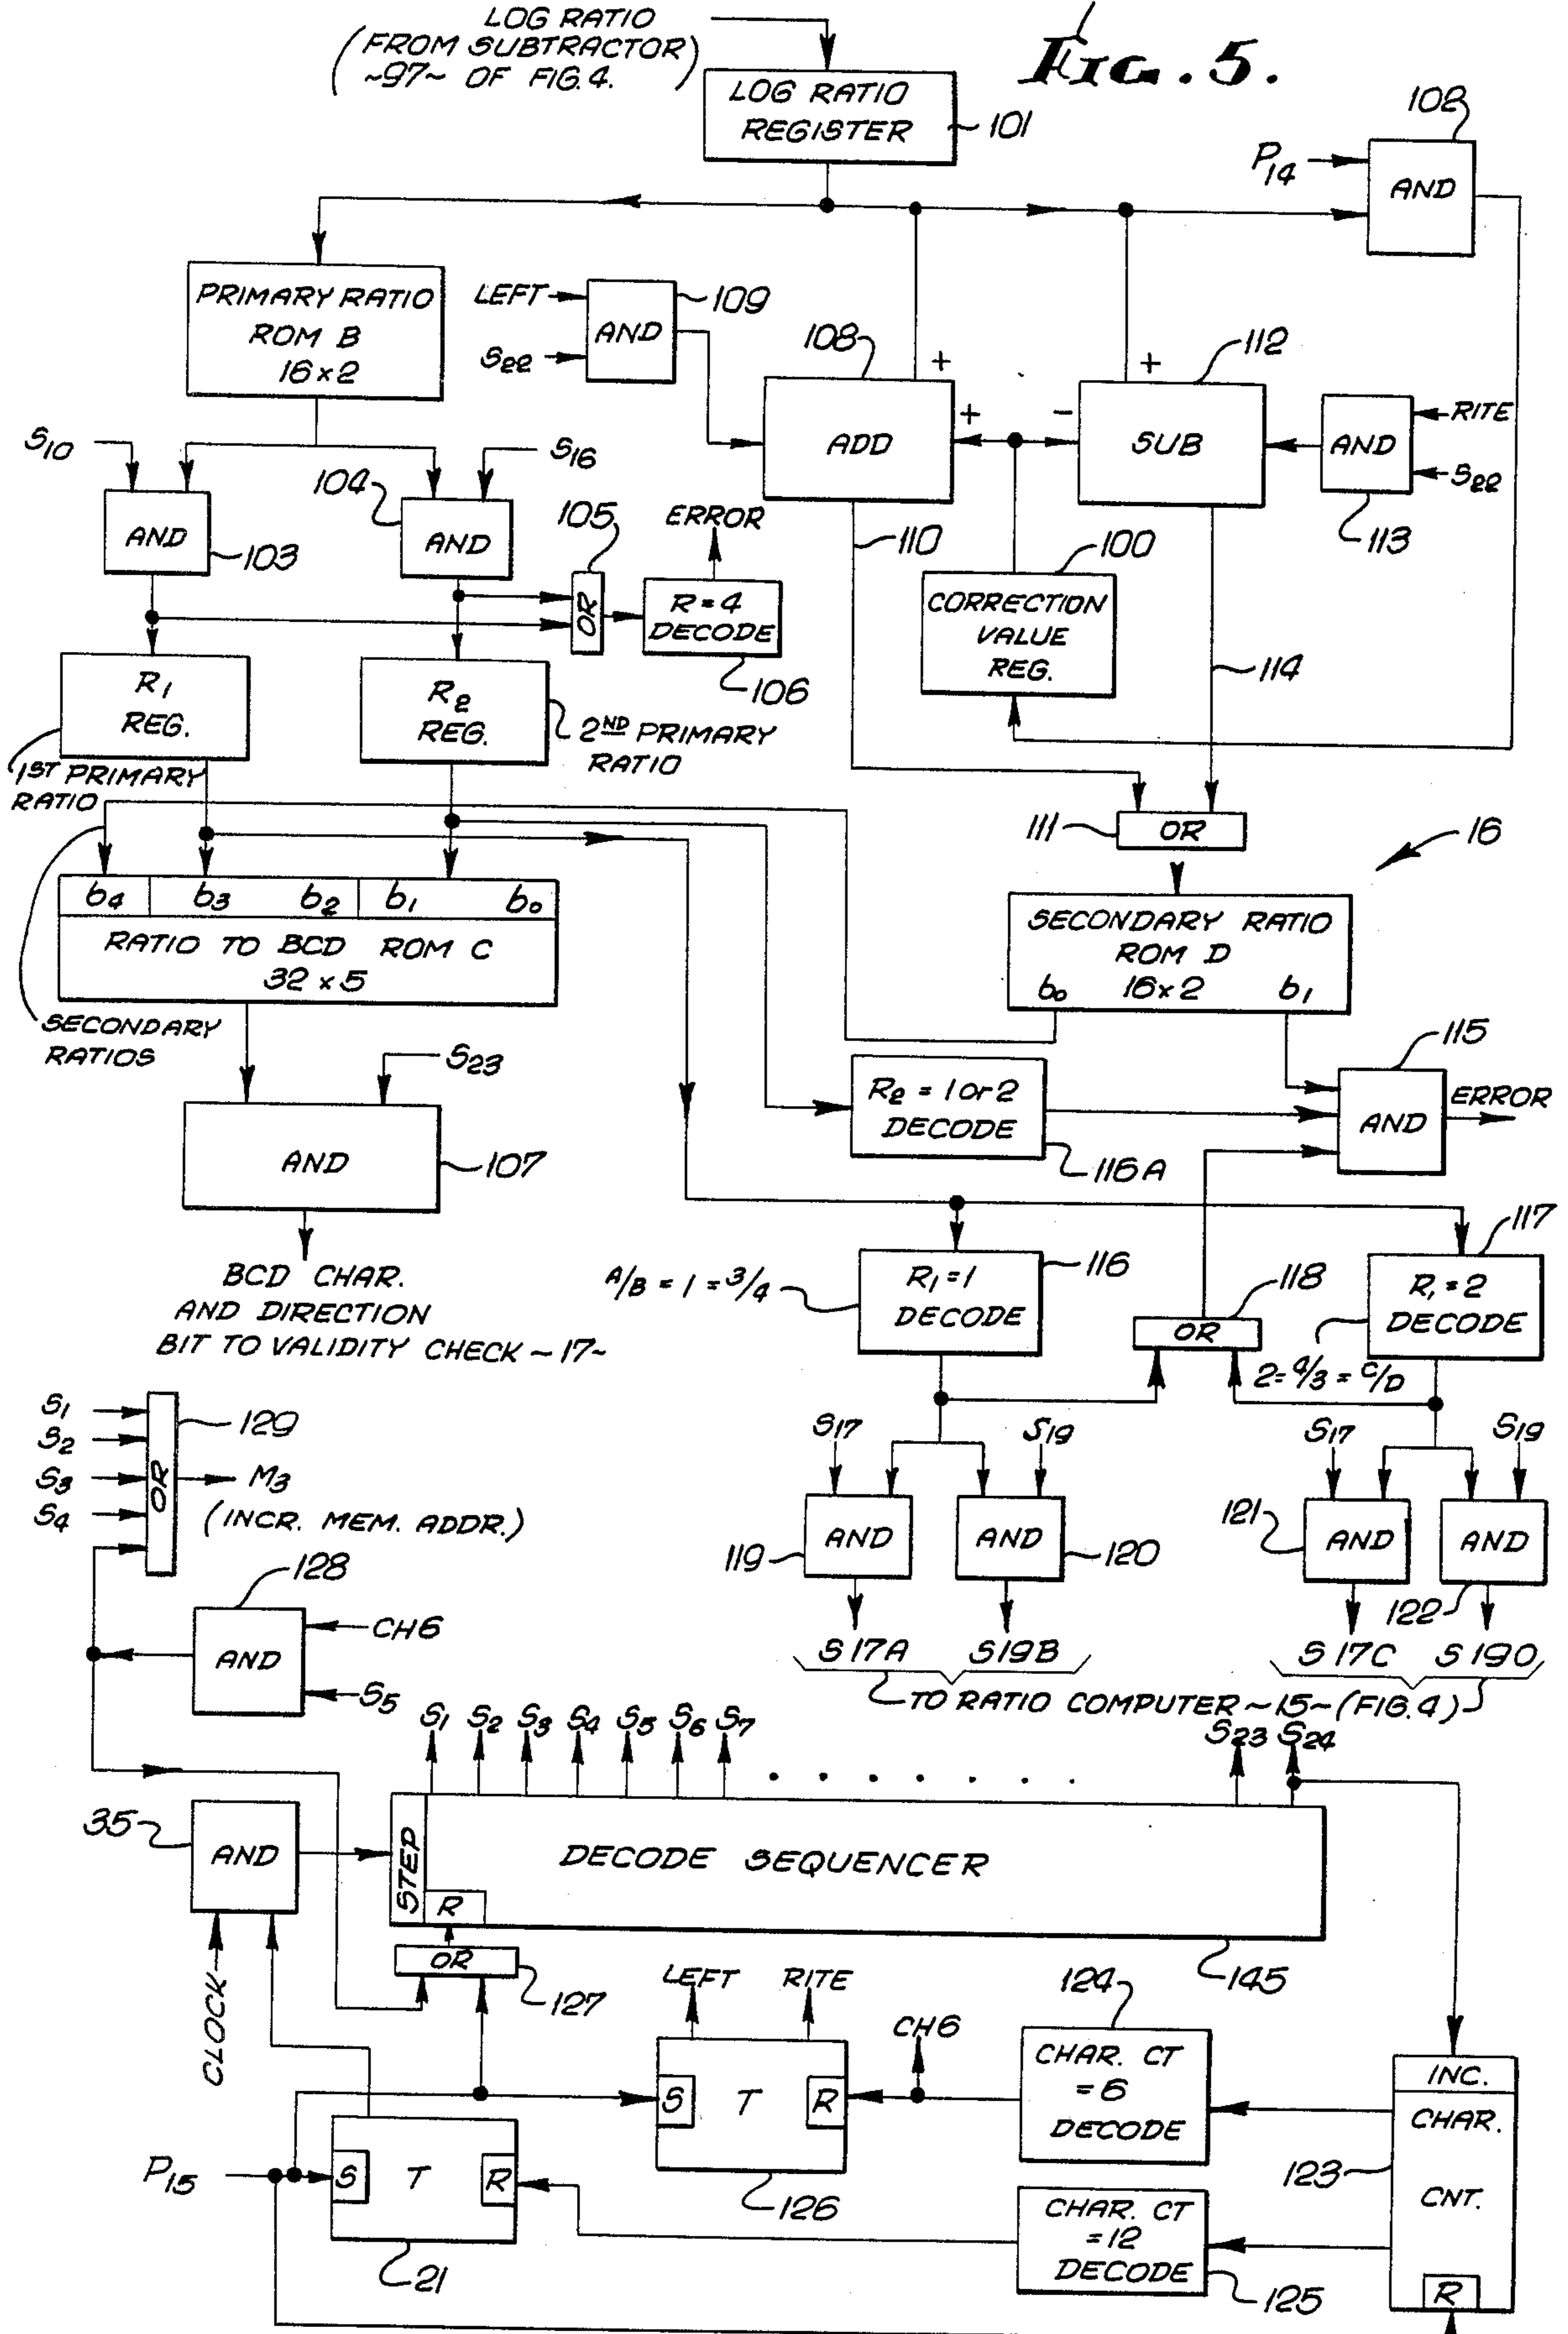 FIG. 5.
LOG RATIO
(FROM SUBTRACTOR)
~97~ OF FIG. 4.
LOG RATIO
REGISTER
101
102
P14
AND
PRIMARY RATIO
ROM B
16 x 2
LEFT
S22
AND
109
108
+
ADD
+
-
+
112
SUB
AND
RITE
S22
113
S10
S16
104
AND
103
AND
105
OR
ERROR
R = 4
DECODE
106
110
100
CORRECTION
VALUE
REG.
114
R1
REG.
R2
REG.
1ST PRIMARY
RATIO
2ND PRIMARY
RATIO
111
OR
16
b4 b3 b2 b1 b0
RATIO TO BCD ROM C
32 x 5
SECONDARY
RATIOS
SECONDARY RATIO
ROM D
b0 16 x 2 b1
S23
AND
107
R2 = 1 or 2
DECODE
116A
115
AND
ERROR
BCD CHAR.
AND DIRECTION
BIT TO VALIDITY CHECK ~17~
A/B = 1 = 3/4
R1 = 1
DECODE
116
118
OR
117
R1 = 2
DECODE
2 = 4/3 = C/D
S1
S2
S3
S4
OR
129
M3
(INCR. MEM. ADDR.)
S17
S19
S17
S19
AND
119
AND
120
121
AND
AND
122
S17A S19B
S17C S190
TO RATIO COMPUTER ~15~ (FIG. 4)
128
AND
CH6
S5
S1 S2 S3 S4 S5 S6 S7 . . . . . . . S23 S24
35
AND
STEP
R
DECODE SEQUENCER
145
CLOCK
OR
127
LEFT
RITE
S T R
126
CH6
124
CHAR. CT
= 6
DECODE
INC.
CHAR.
CNT.
R
123
P15
S T R
21
CHAR. CT
= 12
DECODE
125